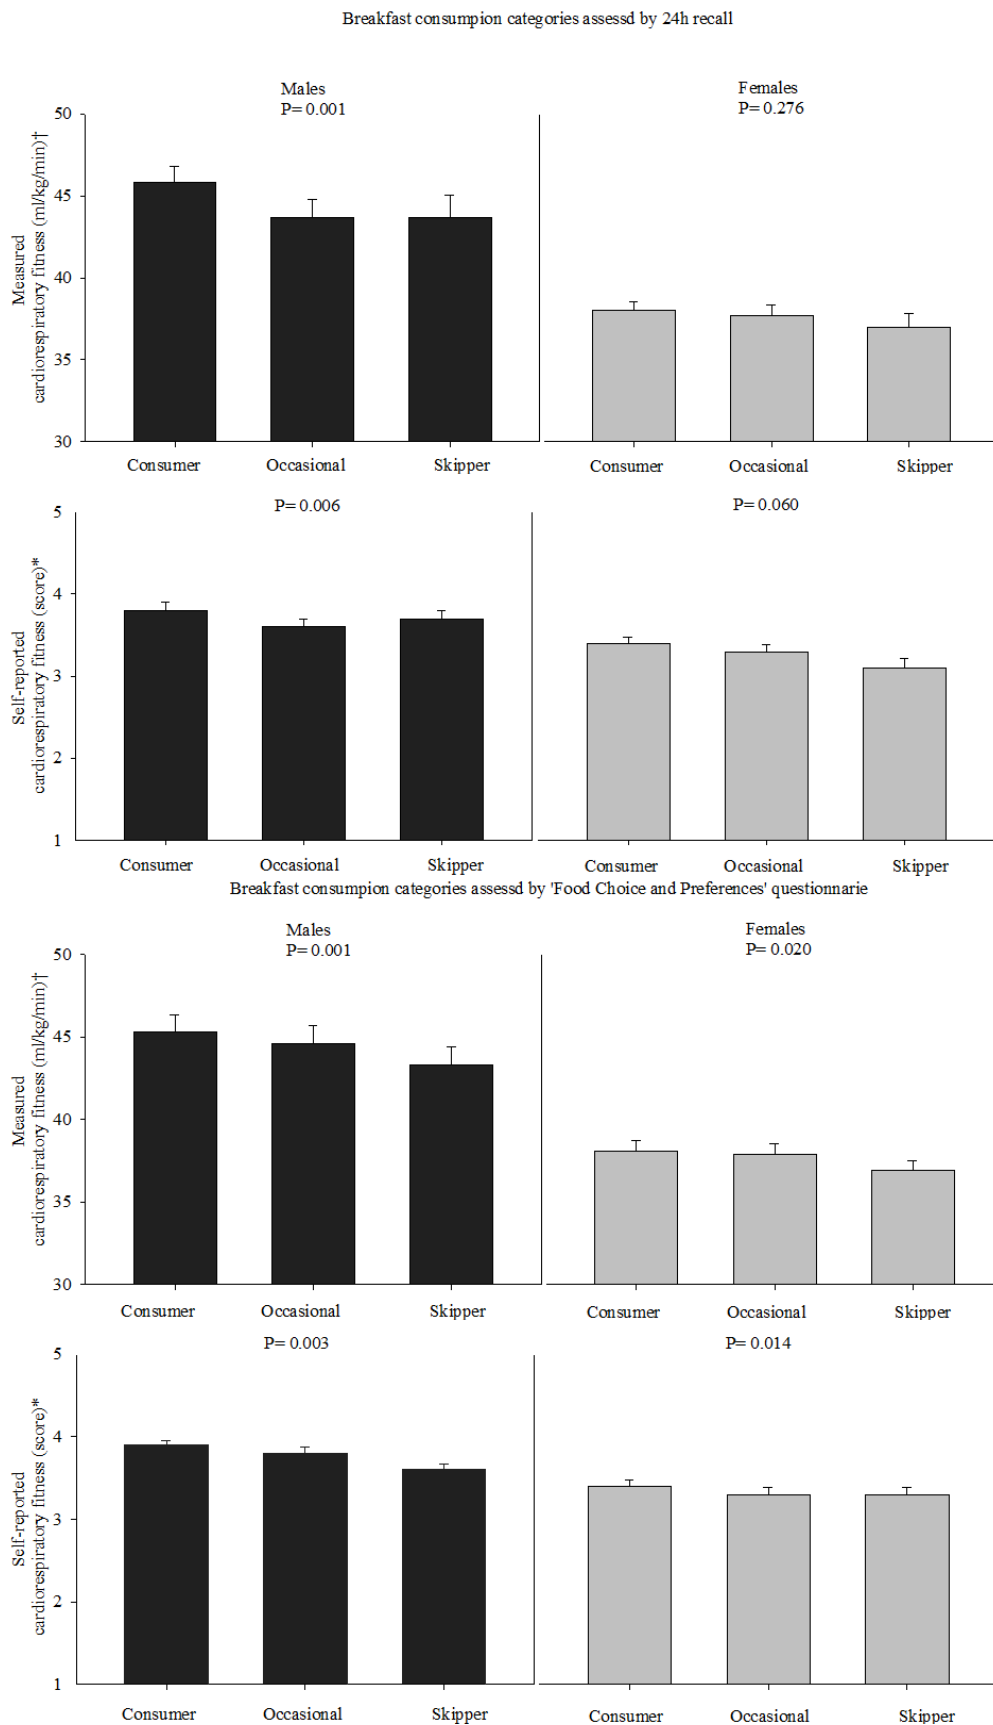 Breakfast consumpion categories assessd by 24h recall
Males
P= 0.001
Females
P= 0.276
Measured
cardiorespiratory fitness (ml/kg/min)†
50
45
40
35
30
Consumer
Occasional
Skipper
Consumer
Occasional
Skipper
P= 0.006
P= 0.060
Self-reported
cardiorespiratory fitness (score)*
5
4
3
2
1
Consumer
Occasional
Skipper
Consumer
Occasional
Skipper
Breakfast consumpion categories assessd by 'Food Choice and Preferences' questionnarie
Males
P= 0.001
Females
P= 0.020
Measured
cardiorespiratory fitness (ml/kg/min)†
50
45
40
35
30
Consumer
Occasional
Skipper
Consumer
Occasional
Skipper
P= 0.003
P= 0.014
Self-reported
cardiorespiratory fitness (score)*
5
4
3
2
1
Consumer
Occasional
Skipper
Consumer
Occasional
Skipper